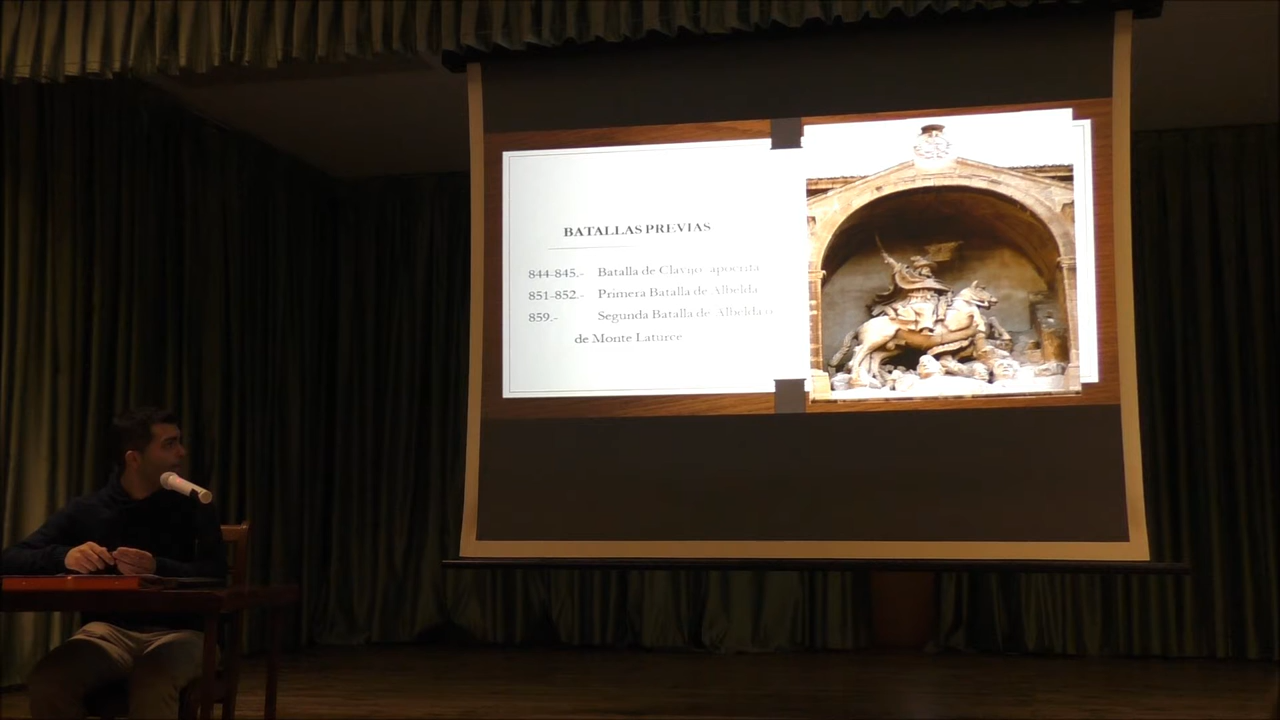 BATALLAS PREVIAS
844-845.- Batalla de Clavijo apócrifa
851-852.- Primera Batalla de Albelda
859.- Segunda Batalla de Albelda o
de Monte Laturce